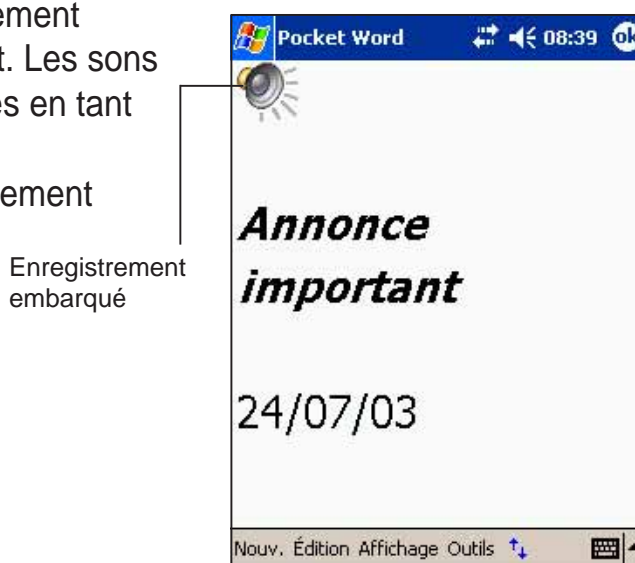 ement
t. Les sons
es en tant
ement
Enregistrement
embarqué
Pocket Word 08:39 ok
Annonce
important
24/07/03
Nouv. Édition Affichage Outils